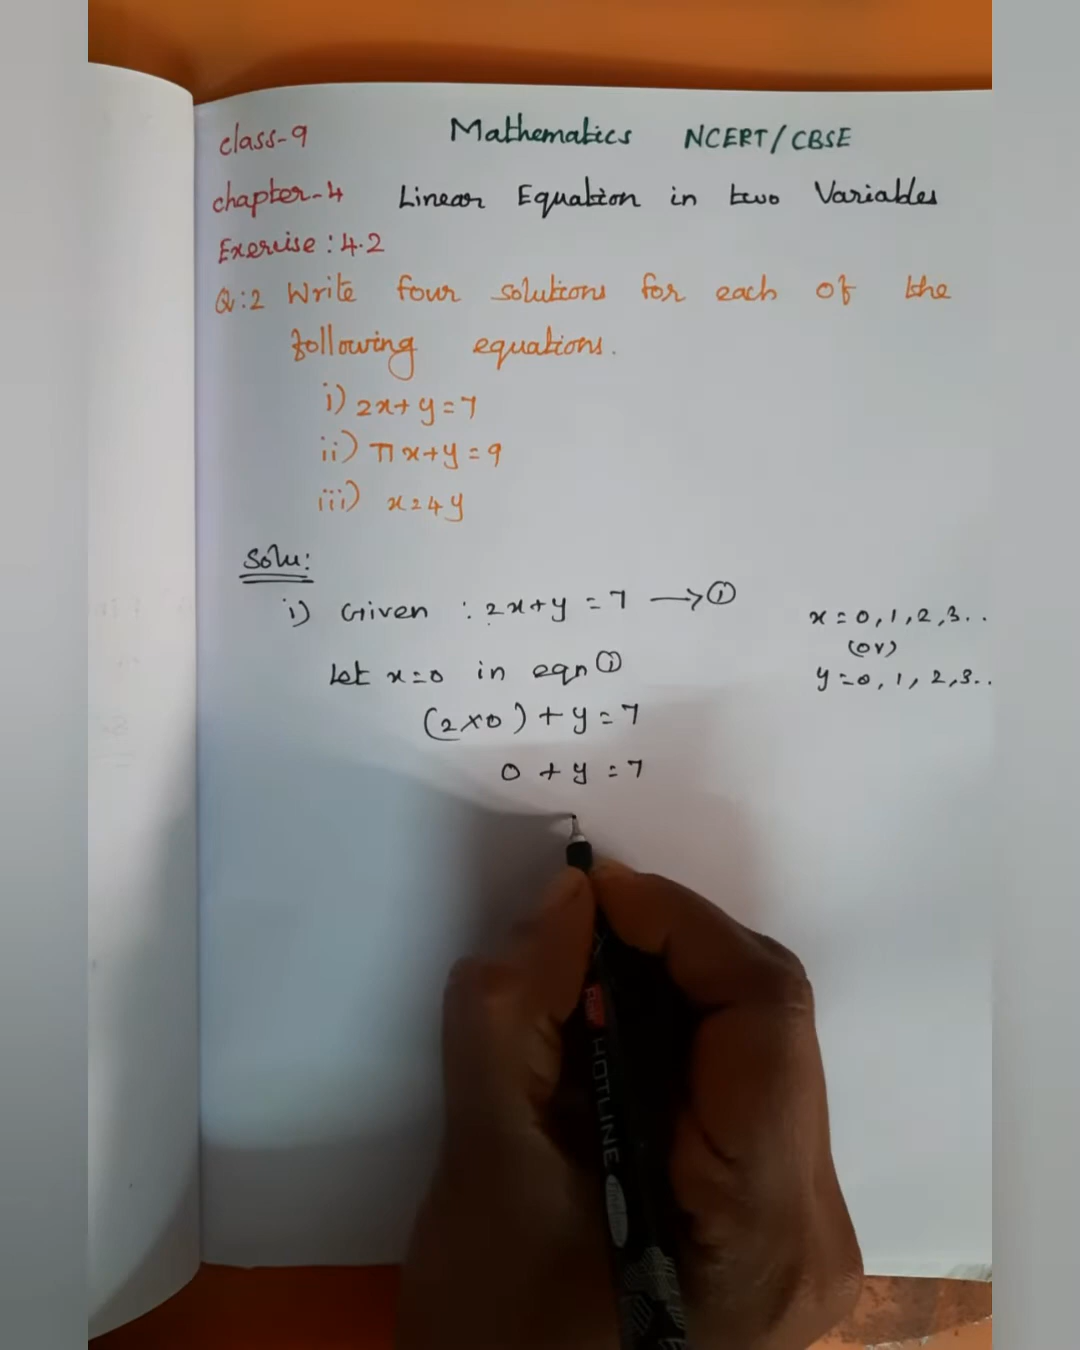 class-9 Mathematics NCERT/CBSE
chapter-4 Linear Equation in two Variables
Exercise : 4.2
Q:2 Write four solutions for each of the
following equations.
i) 2x+y=7
ii) πx+y=9
iii) x=4y
Solu:
i) Given : 2x+y=7 → ①
x=0,1,2,3..
(or)
y=0,1,2,3..
Let x=0 in eqn ①
(2×0)+y=7
0+y=7
HOTLINE